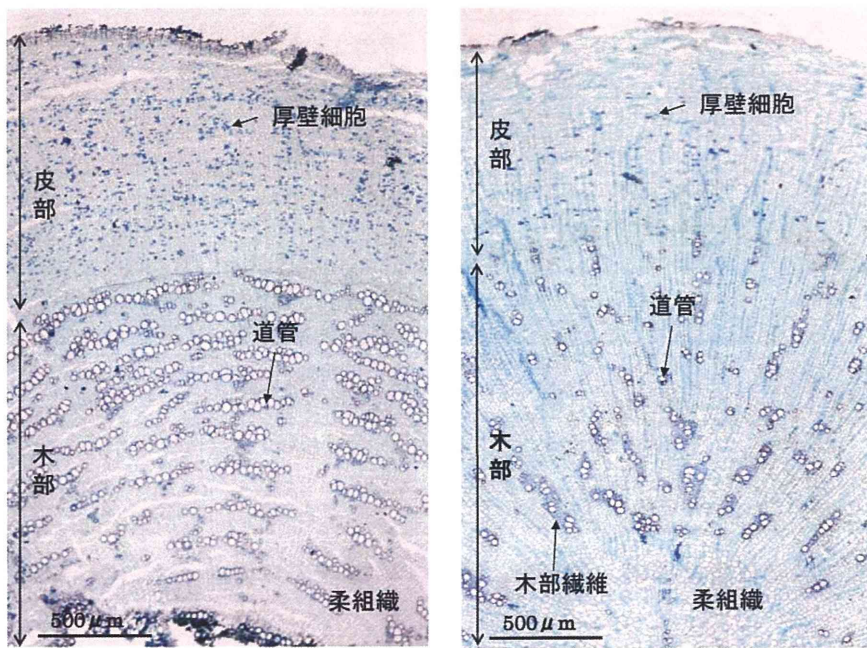 厚壁細胞
皮部
道管
木部
柔組織
500μm
厚壁細胞
皮部
道管
木部
木部繊維
柔組織
500μm